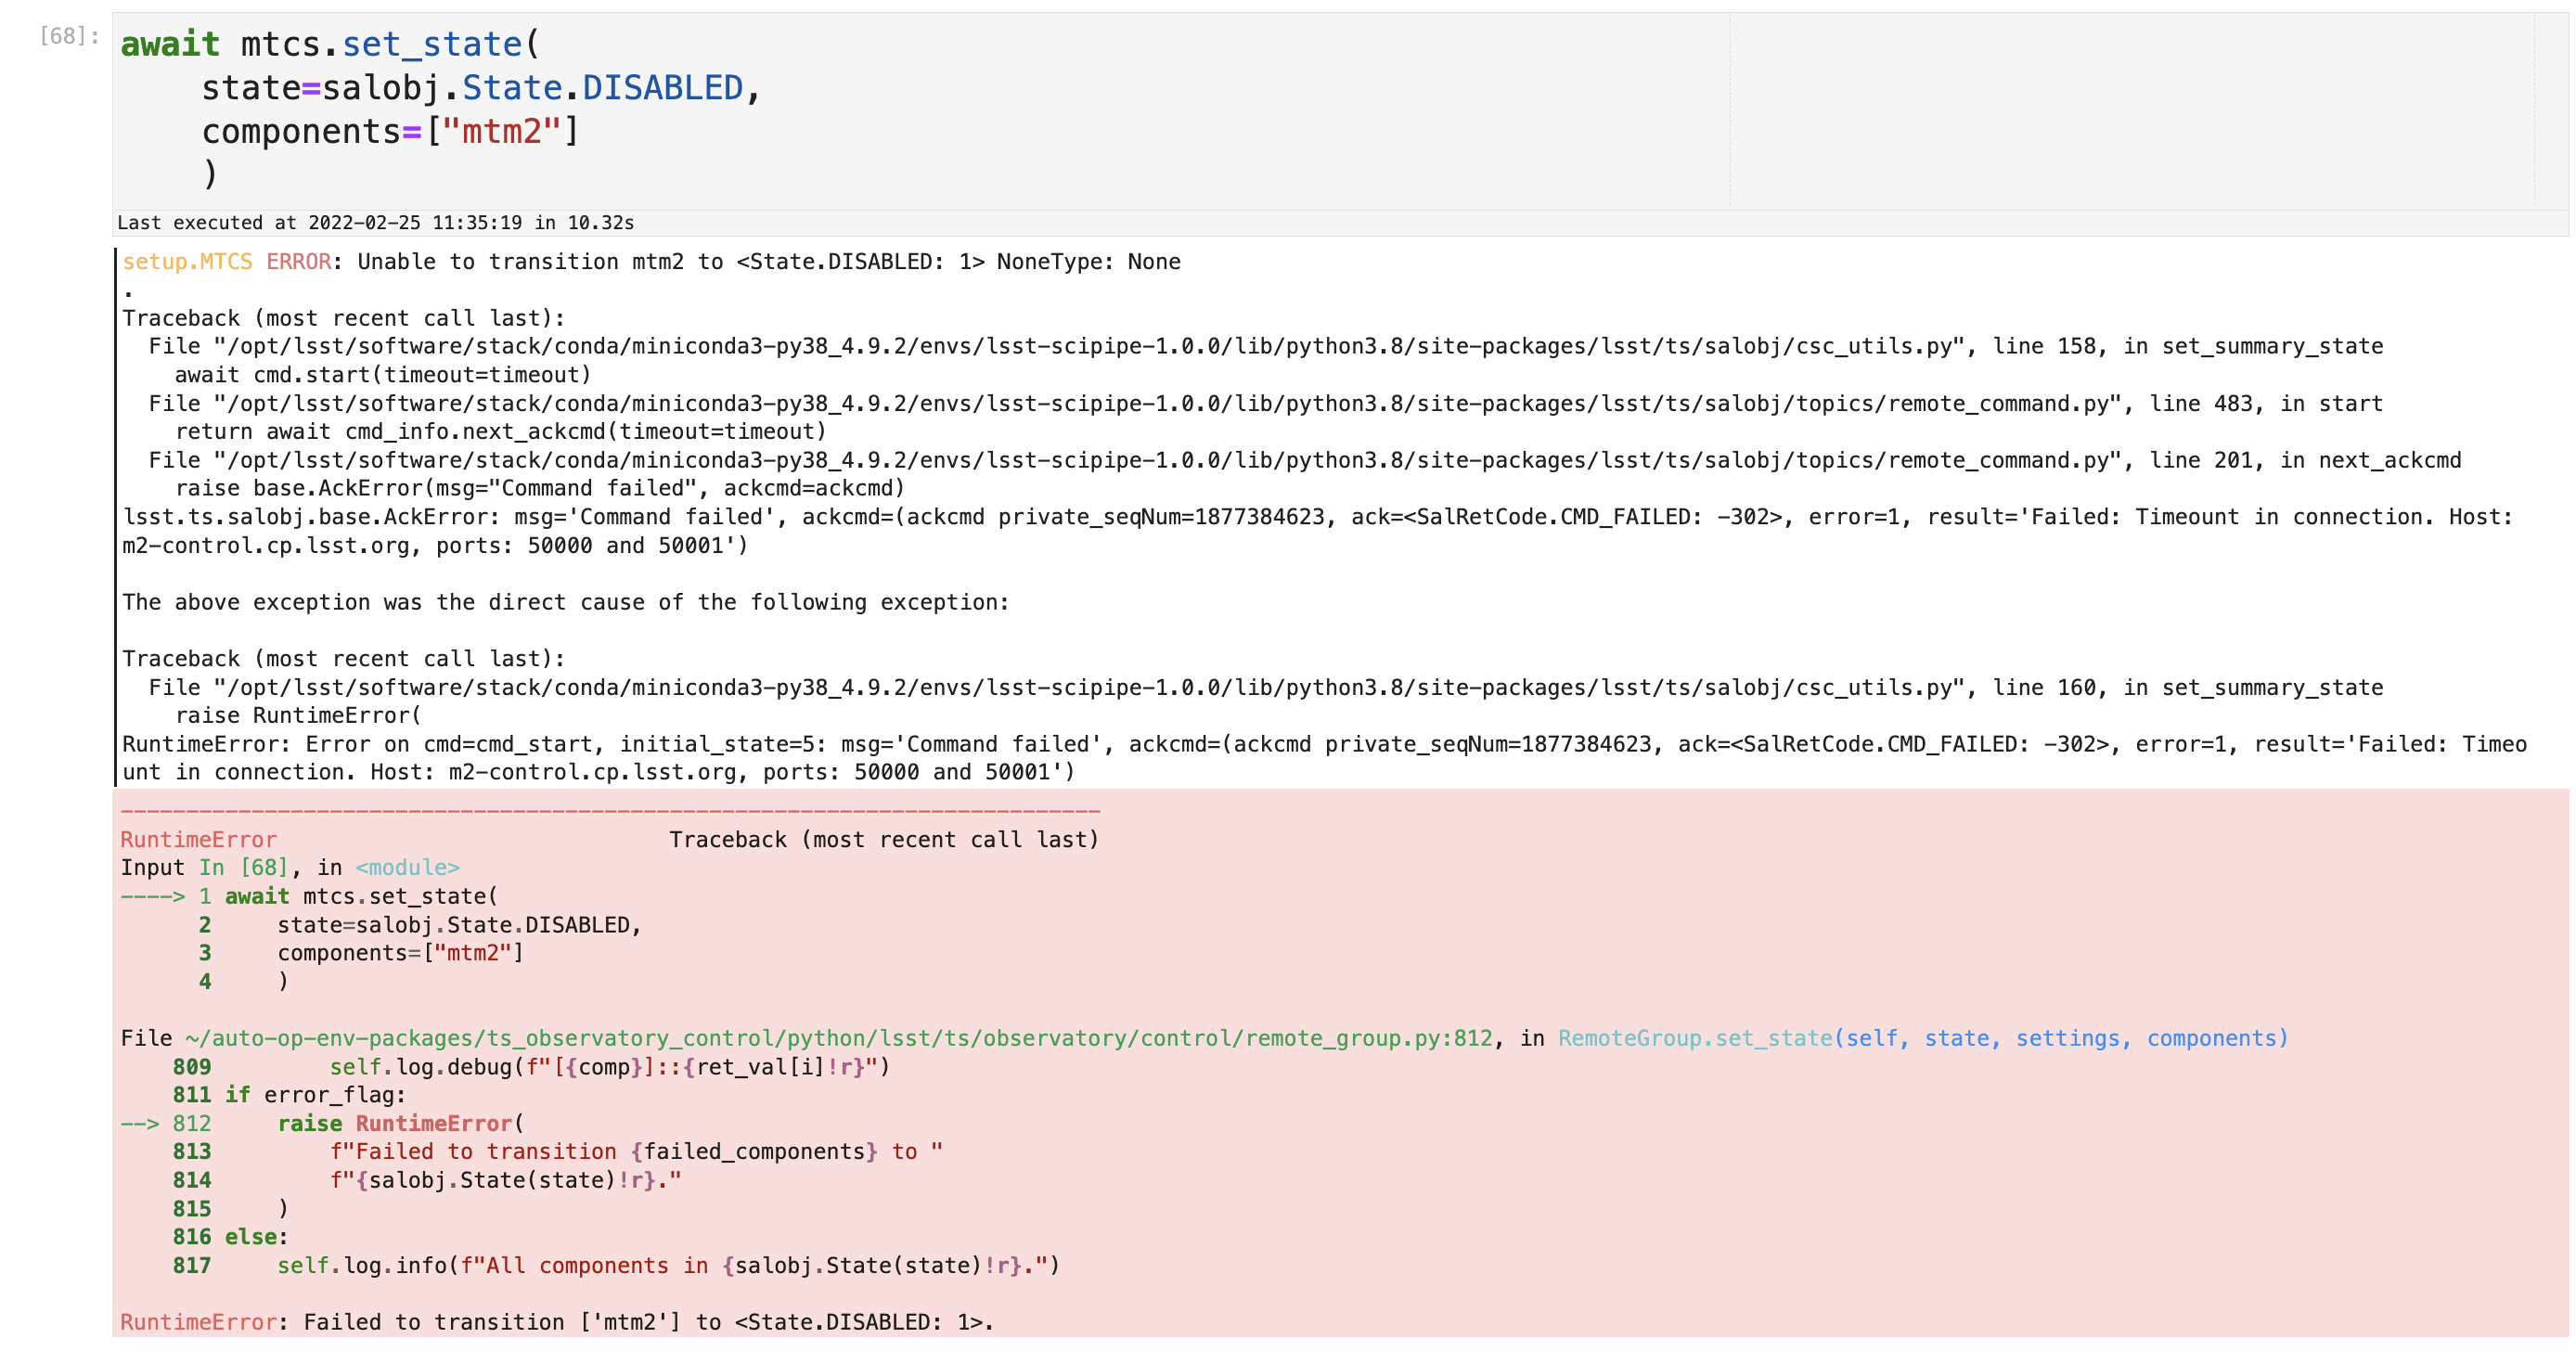 [68]:
await mtcs.set_state(
    state=salobj.State.DISABLED,
    components=["mtm2"]
    )
Last executed at 2022-02-25 11:35:19 in 10.32s
setup.MTCS ERROR: Unable to transition mtm2 to <State.DISABLED: 1> NoneType: None
.
Traceback (most recent call last):
  File "/opt/lsst/software/stack/conda/miniconda3-py38_4.9.2/envs/lsst-scipipe-1.0.0/lib/python3.8/site-packages/lsst/ts/salobj/csc_utils.py", line 158, in set_summary_state
    await cmd.start(timeout=timeout)
  File "/opt/lsst/software/stack/conda/miniconda3-py38_4.9.2/envs/lsst-scipipe-1.0.0/lib/python3.8/site-packages/lsst/ts/salobj/topics/remote_command.py", line 483, in start
    return await cmd_info.next_ackcmd(timeout=timeout)
  File "/opt/lsst/software/stack/conda/miniconda3-py38_4.9.2/envs/lsst-scipipe-1.0.0/lib/python3.8/site-packages/lsst/ts/salobj/topics/remote_command.py", line 201, in next_ackcmd
    raise base.AckError(msg="Command failed", ackcmd=ackcmd)
lsst.ts.salobj.base.AckError: msg='Command failed', ackcmd=(ackcmd private_seqNum=1877384623, ack=<SalRetCode.CMD_FAILED: -302>, error=1, result='Failed: Timeount in connection. Host:
m2-control.cp.lsst.org, ports: 50000 and 50001')
The above exception was the direct cause of the following exception:
Traceback (most recent call last):
  File "/opt/lsst/software/stack/conda/miniconda3-py38_4.9.2/envs/lsst-scipipe-1.0.0/lib/python3.8/site-packages/lsst/ts/salobj/csc_utils.py", line 160, in set_summary_state
    raise RuntimeError(
RuntimeError: Error on cmd=cmd_start, initial_state=5: msg='Command failed', ackcmd=(ackcmd private_seqNum=1877384623, ack=<SalRetCode.CMD_FAILED: -302>, error=1, result='Failed: Timeo
unt in connection. Host: m2-control.cp.lsst.org, ports: 50000 and 50001')
---------------------------------------------------------------------------
RuntimeError                              Traceback (most recent call last)
Input In [68], in <module>
----> 1 await mtcs.set_state(
      2     state=salobj.State.DISABLED,
      3     components=["mtm2"]
      4     )
File ~/auto-op-env-packages/ts_observatory_control/python/lsst/ts/observatory/control/remote_group.py:812, in RemoteGroup.set_state(self, state, settings, components)
    809         self.log.debug(f"[{comp}]::{ret_val[i]!r}")
    811 if error_flag:
--> 812     raise RuntimeError(
    813         f"Failed to transition {failed_components} to "
    814         f"{salobj.State(state)!r}."
    815     )
    816 else:
    817     self.log.info(f"All components in {salobj.State(state)!r}.")
RuntimeError: Failed to transition ['mtm2'] to <State.DISABLED: 1>.